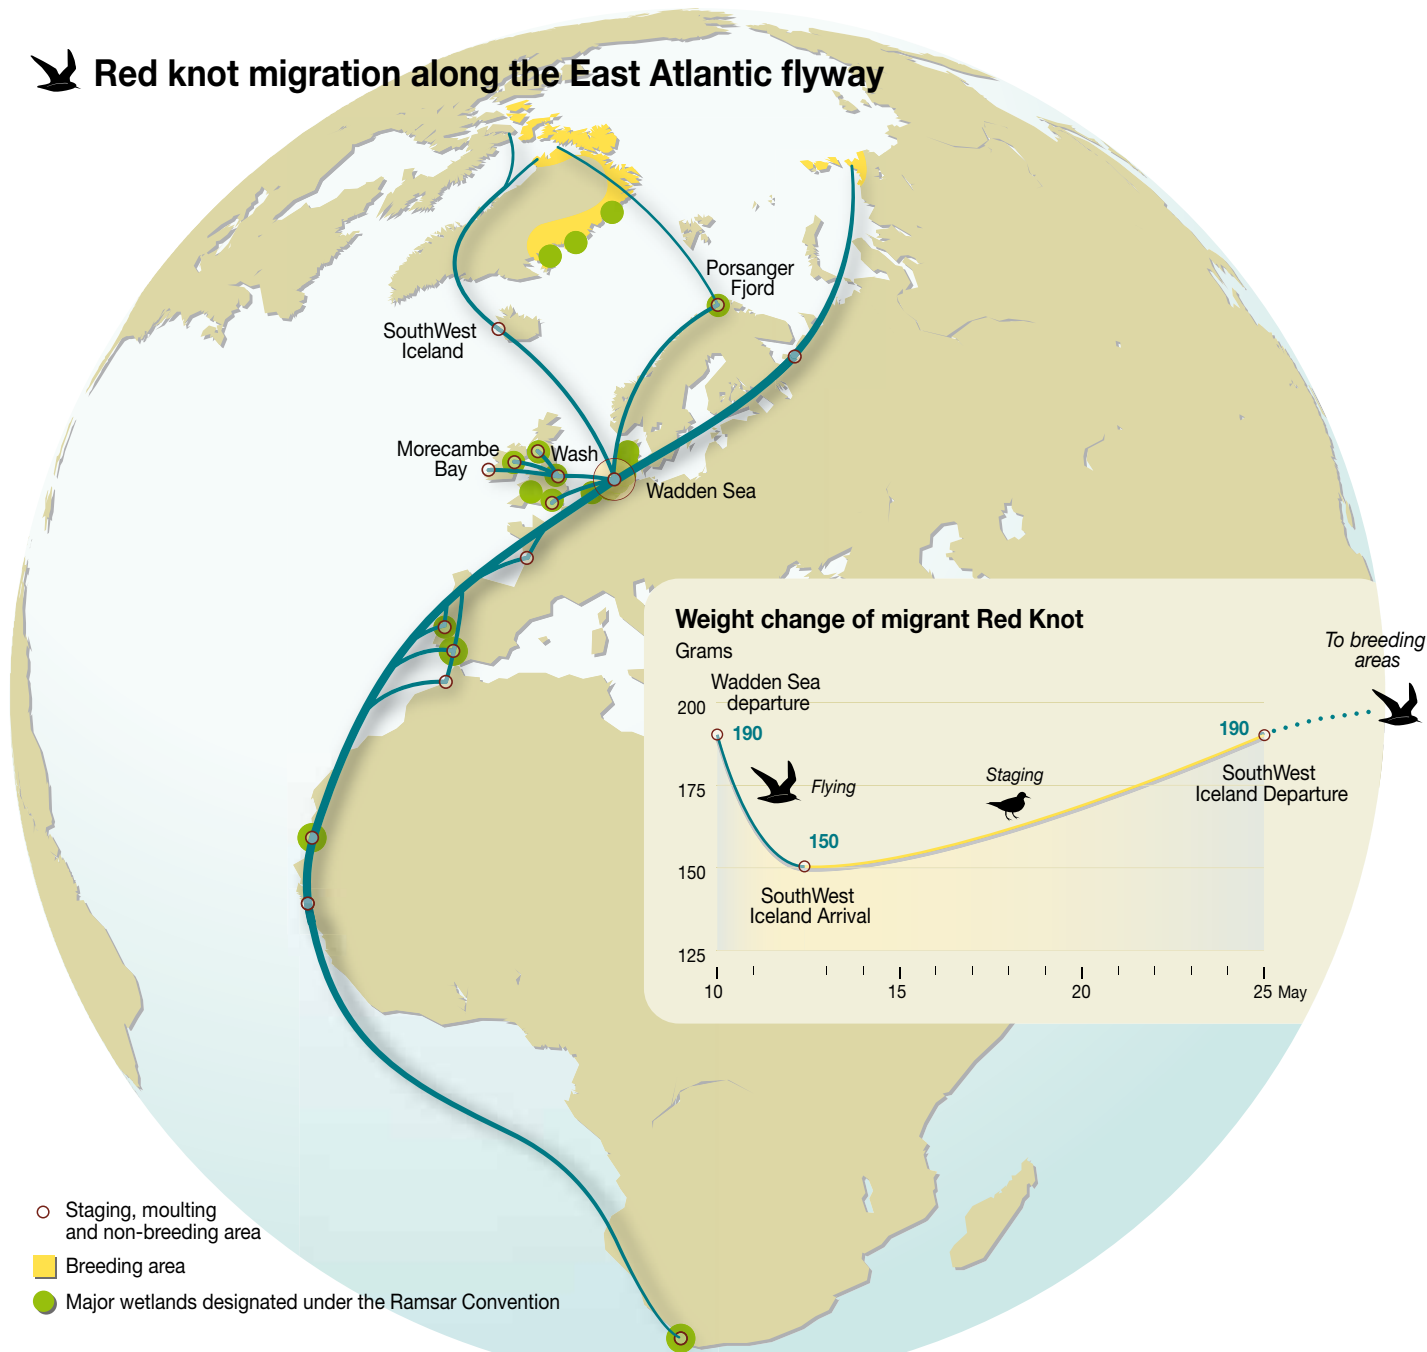 Red knot migration along the East Atlantic flyway
Porsanger
Fjord
SouthWest
Iceland
Morecambe
Bay
Wash
Wadden Sea
Weight change of migrant Red Knot
Grams
To breeding
areas
Wadden Sea
departure
200
190
190
Flying
Staging
SouthWest
Iceland Departure
175
150
150
SouthWest
Iceland Arrival
125
10
15
20
25 May
Staging, moulting
and non-breeding area
Breeding area
Major wetlands designated under the Ramsar Convention